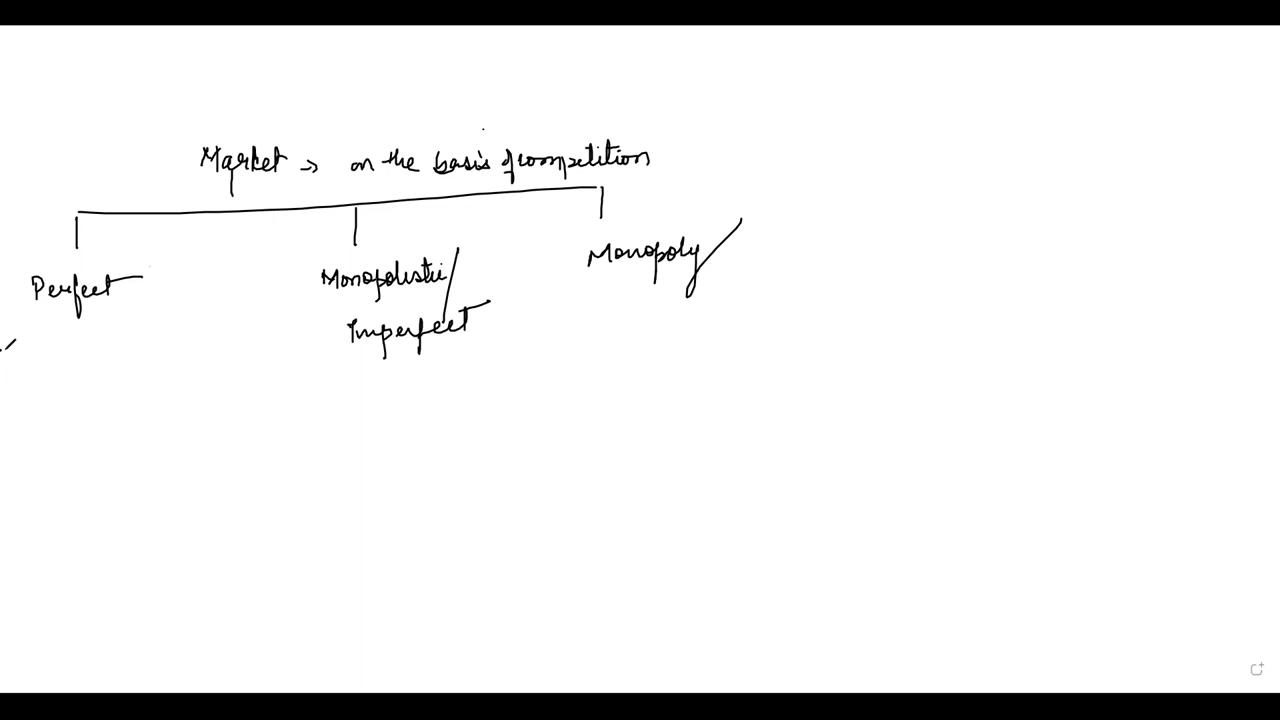 Market → on the basis of competition
Perfect
Monopolistic/
Imperfect
Monopoly